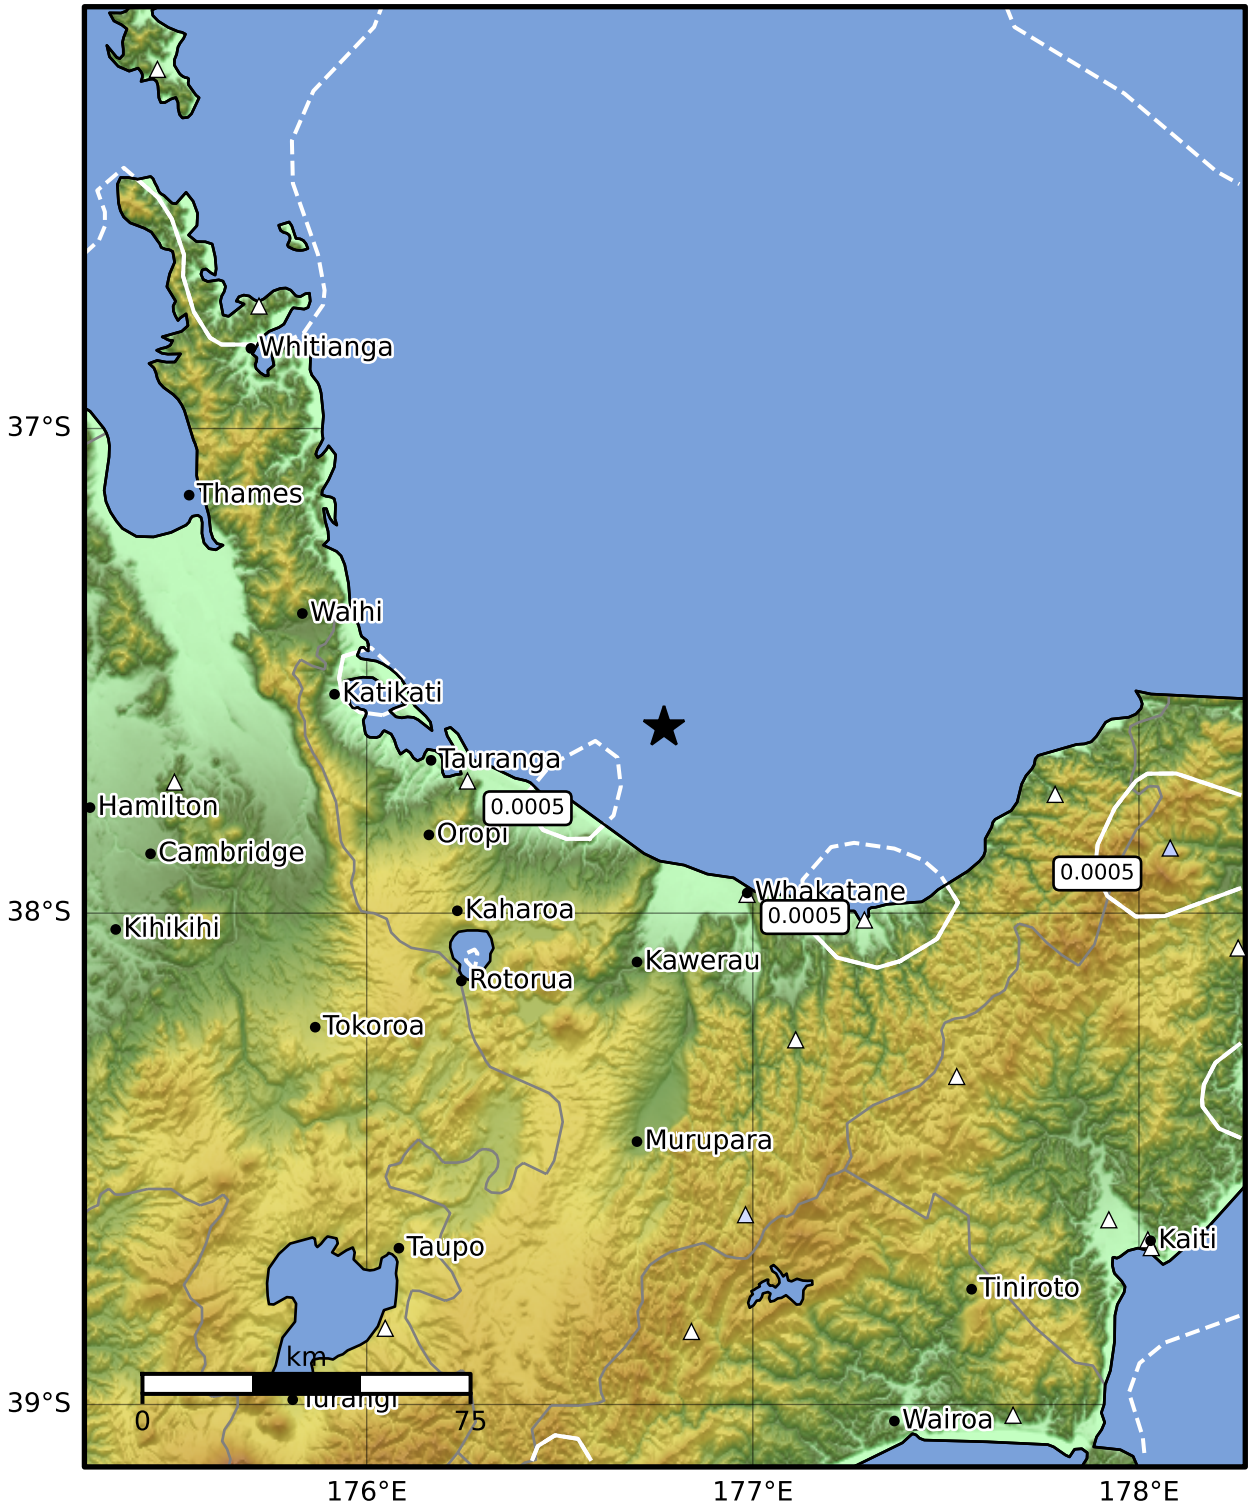 Whitianga
37°S
Thames
Waihi
Katikati
Tauranga
Hamilton
0.0005
Oropi
Cambridge
0.0005
Whakatane
38°S
Kaharoa
0.0005
Kihikihi
Kawerau
Rotorua
Tokoroa
Murupara
Kaiti
Taupo
Tiniroto
km
39°S
Turangi
0
75
Wairoa
176°E
177°E
178°E